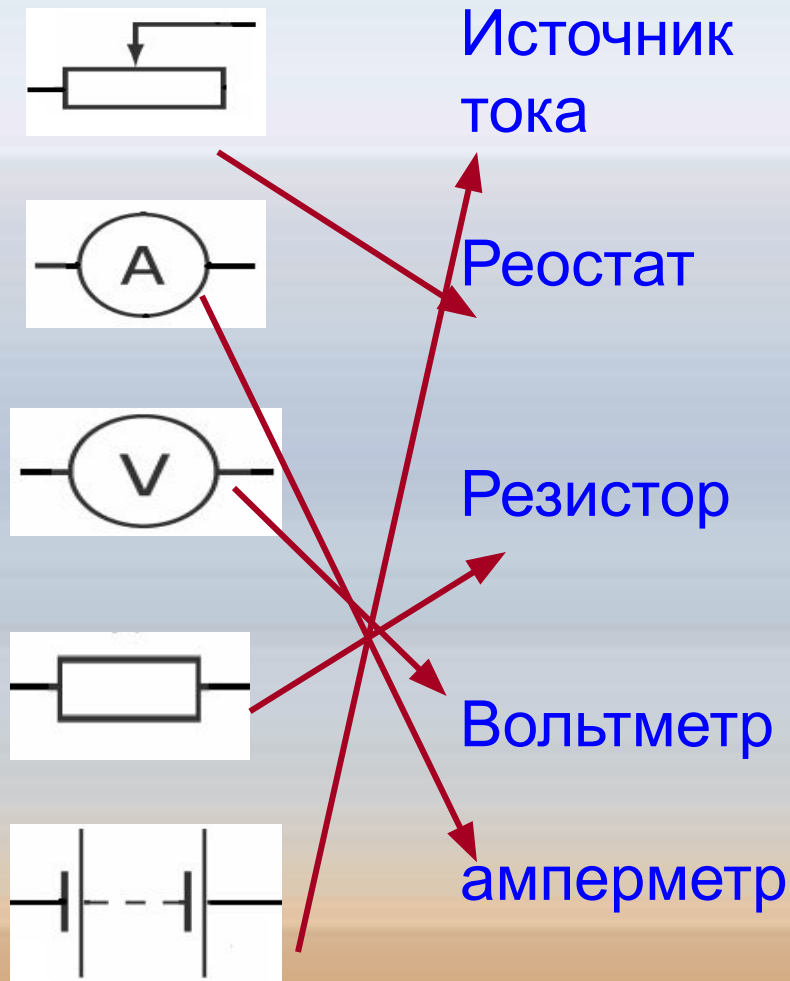 Источник
тока
A
Реостат
V
Резистор
Вольтметр
амперметр